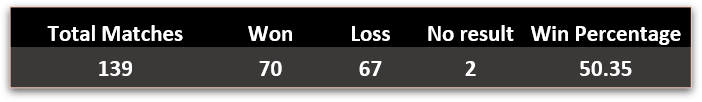 Total Matches Won Loss No result Win Percentage
139 70 67 2 50.35